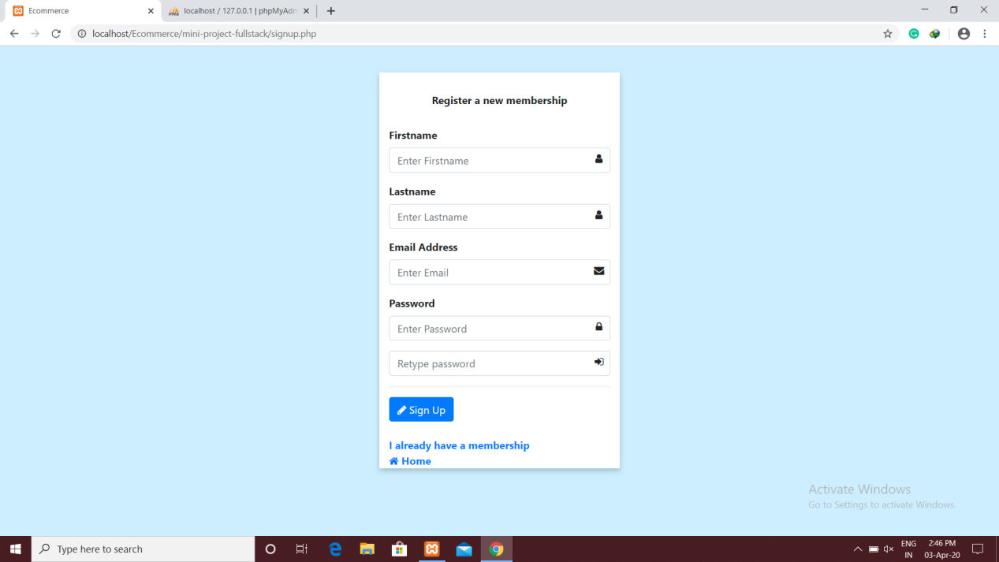 Ecommerce
localhost / 127.0.0.1 | phpMyAdm
localhost/Ecommerce/mini-project-fullstack/signup.php
Register a new membership
Firstname
Enter Firstname
Lastname
Enter Lastname
Email Address
Enter Email
Password
Enter Password
Retype password
Sign Up
I already have a membership
Home
Activate Windows
Go to Settings to activate Windows.
Type here to search
ENG
IN
2:46 PM
03-Apr-20